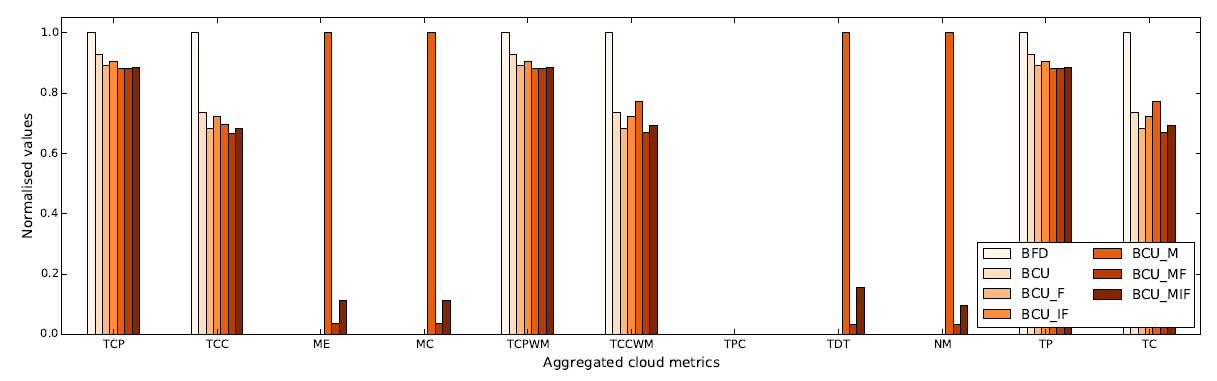 Normalised values
1.0
0.8
0.6
0.4
0.2
0.0
TCP TCC ME MC TCPWM TCCWM TPC TDT NM TP TC
Aggregated cloud metrics
BFD BCU_M
BCU BCU_MF
BCU_F BCU_MIF
BCU_IF